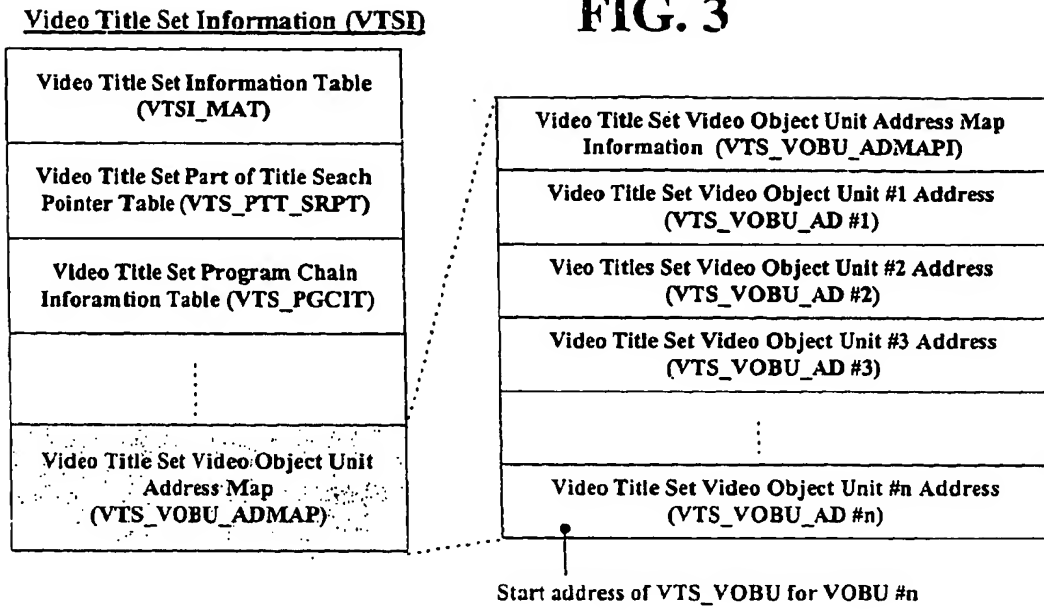 FIG. 3
Video Title Set Information (VTSI)
Video Title Set Information Table
(VTSI_MAT)
Video Title Set Part of Title Seach
Pointer Table (VTS_PTT_SRPT)
Video Title Set Program Chain
Inforamtion Table (VTS_PGCIT)
Video Title Set Video Object Unit
Address Map
(VTS_VOBU_ADMAP)
Video Title Set Video Object Unit Address Map
Information (VTS_VOBU_ADMAPI)
Video Title Set Video Object Unit #1 Address
(VTS_VOBU_AD #1)
Vieo Titles Set Video Object Unit #2 Address
(VTS_VOBU_AD #2)
Video Title Set Video Object Unit #3 Address
(VTS_VOBU_AD #3)
Video Title Set Video Object Unit #n Address
(VTS_VOBU_AD #n)
Start address of VTS_VOBU for VOBU #n